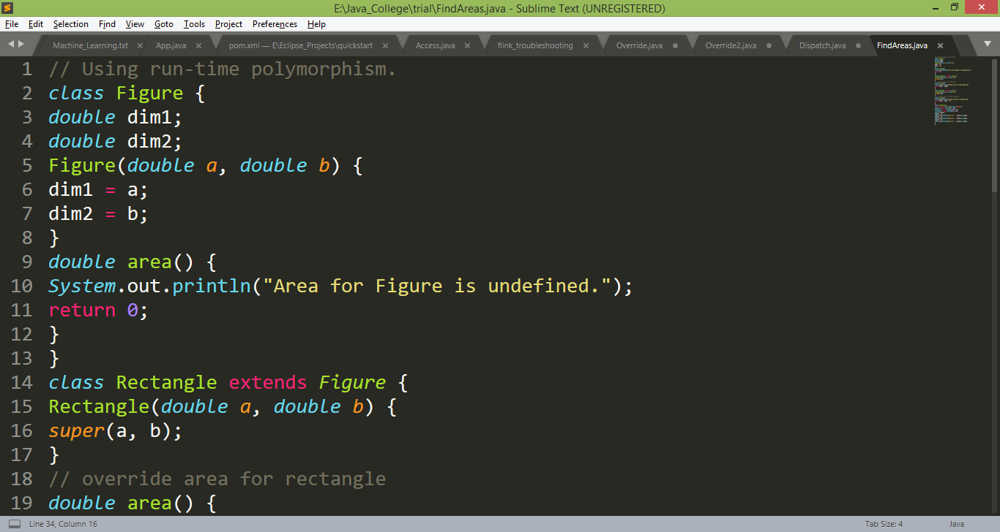 E:\Java_College\trial\FindAreas.java - Sublime Text (UNREGISTERED)
File Edit Selection Find View Goto Tools Project Preferences Help
Machine_Learning.txt App.java pom.xml — E\Eclipse_Projects\quickstart Access.java flink_troubleshooting Override.java Override2.java Dispatch.java FindAreas.java
1 // Using run-time polymorphism.
2 class Figure {
3 double dim1;
4 double dim2;
5 Figure(double a, double b) {
6 dim1 = a;
7 dim2 = b;
8 }
9 double area() {
10 System.out.println("Area for Figure is undefined.");
11 return 0;
12 }
13 }
14 class Rectangle extends Figure {
15 Rectangle(double a, double b) {
16 super(a, b);
17 }
18 // override area for rectangle
19 double area() {
Line 34, Column 16 Tab Size: 4 Java